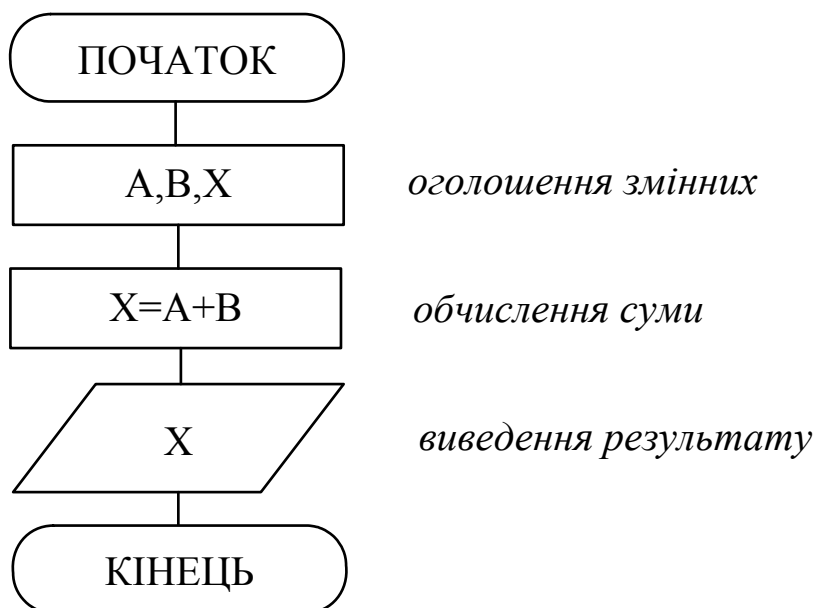 ПОЧАТОК
А,В,Х
оголошення змінних
Х=А+В
обчислення суми
Х
виведення результату
КІНЕЦЬ